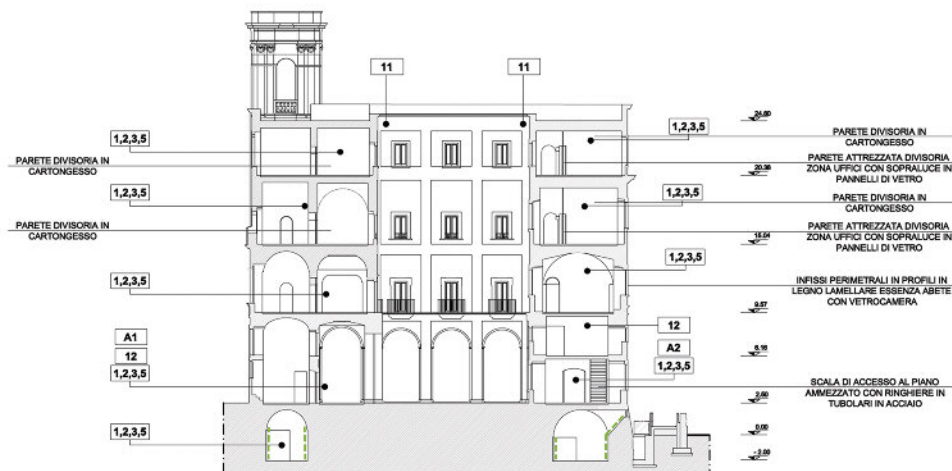 11
11
1,2,3,5
PARETE DIVISORIA IN
CARTONGESSO
1,2,3,5
PARETE DIVISORIA IN
CARTONGESSO
1,2,3,5
A1
12
1,2,3,5
1,2,3,5
1,2,3,5
1,2,3,5
1,2,3,5
12
A2
1,2,3,5
24.60
20.36
15.04
9.57
6.16
2.60
0.00
- 2.00
PARETE DIVISORIA IN
CARTONGESSO
PARETE ATTREZZATA DIVISORIA
ZONA UFFICI CON SOPRALUCE IN
PANNELLI DI VETRO
PARETE DIVISORIA IN
CARTONGESSO
PARETE ATTREZZATA DIVISORIA
ZONA UFFICI CON SOPRALUCE IN
PANNELLI DI VETRO
INFISSI PERIMETRALI IN PROFILI IN
LEGNO LAMELLARE ESSENZA ABETE
CON VETROCAMERA
SCALA DI ACCESSO AL PIANO
AMMEZZATO CON RINGHIERE IN
TUBOLARI IN ACCIAIO